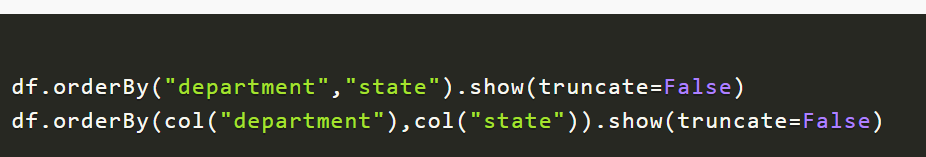 df.orderBy("department","state").show(truncate=False)
df.orderBy(col("department"),col("state")).show(truncate=False)